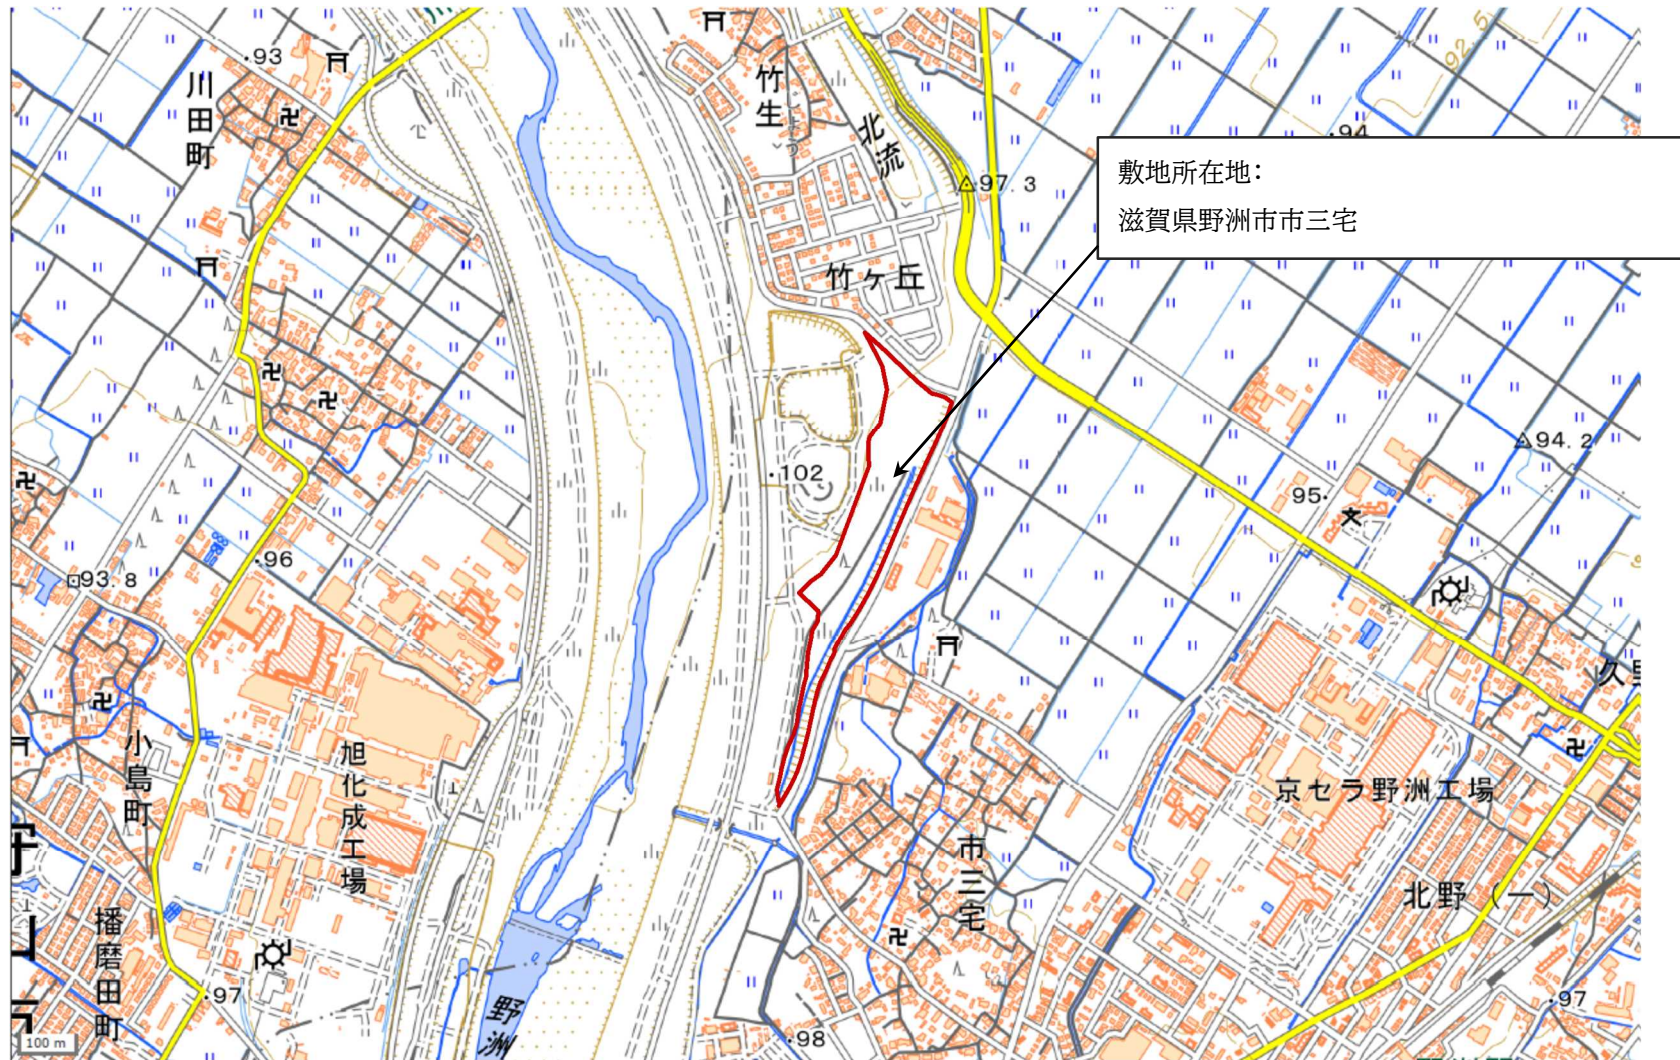 敷地所在地：
滋賀県野洲市市三宅
93
川田町
竹生
北流
94
92.5
97.3
竹ヶ丘
102
94.2
95
96
93.8
小島町
旭化成工場
京セラ野洲工場
市三宅
北野（一）
播磨田町
97
野洲
98
97
100 m